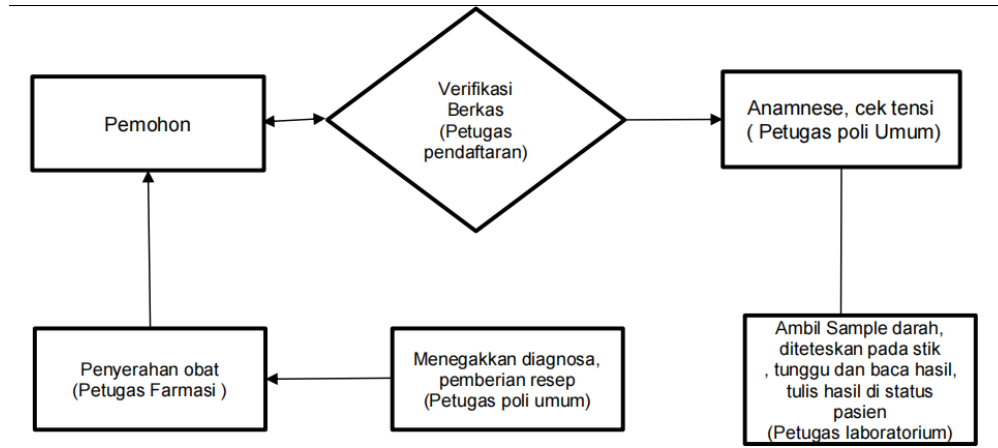 Pemohon
Verifikasi
Berkas
(Petugas
pendaftaran)
Anamnese, cek tensi
( Petugas poli Umum)
Penyerahan obat
(Petugas Farmasi )
Menegakkan diagnosa,
pemberian resep
(Petugas poli umum)
Ambil Sample darah,
diteteskan pada stik
, tunggu dan baca hasil,
tulis hasil di status
pasien
(Petugas laboratorium)